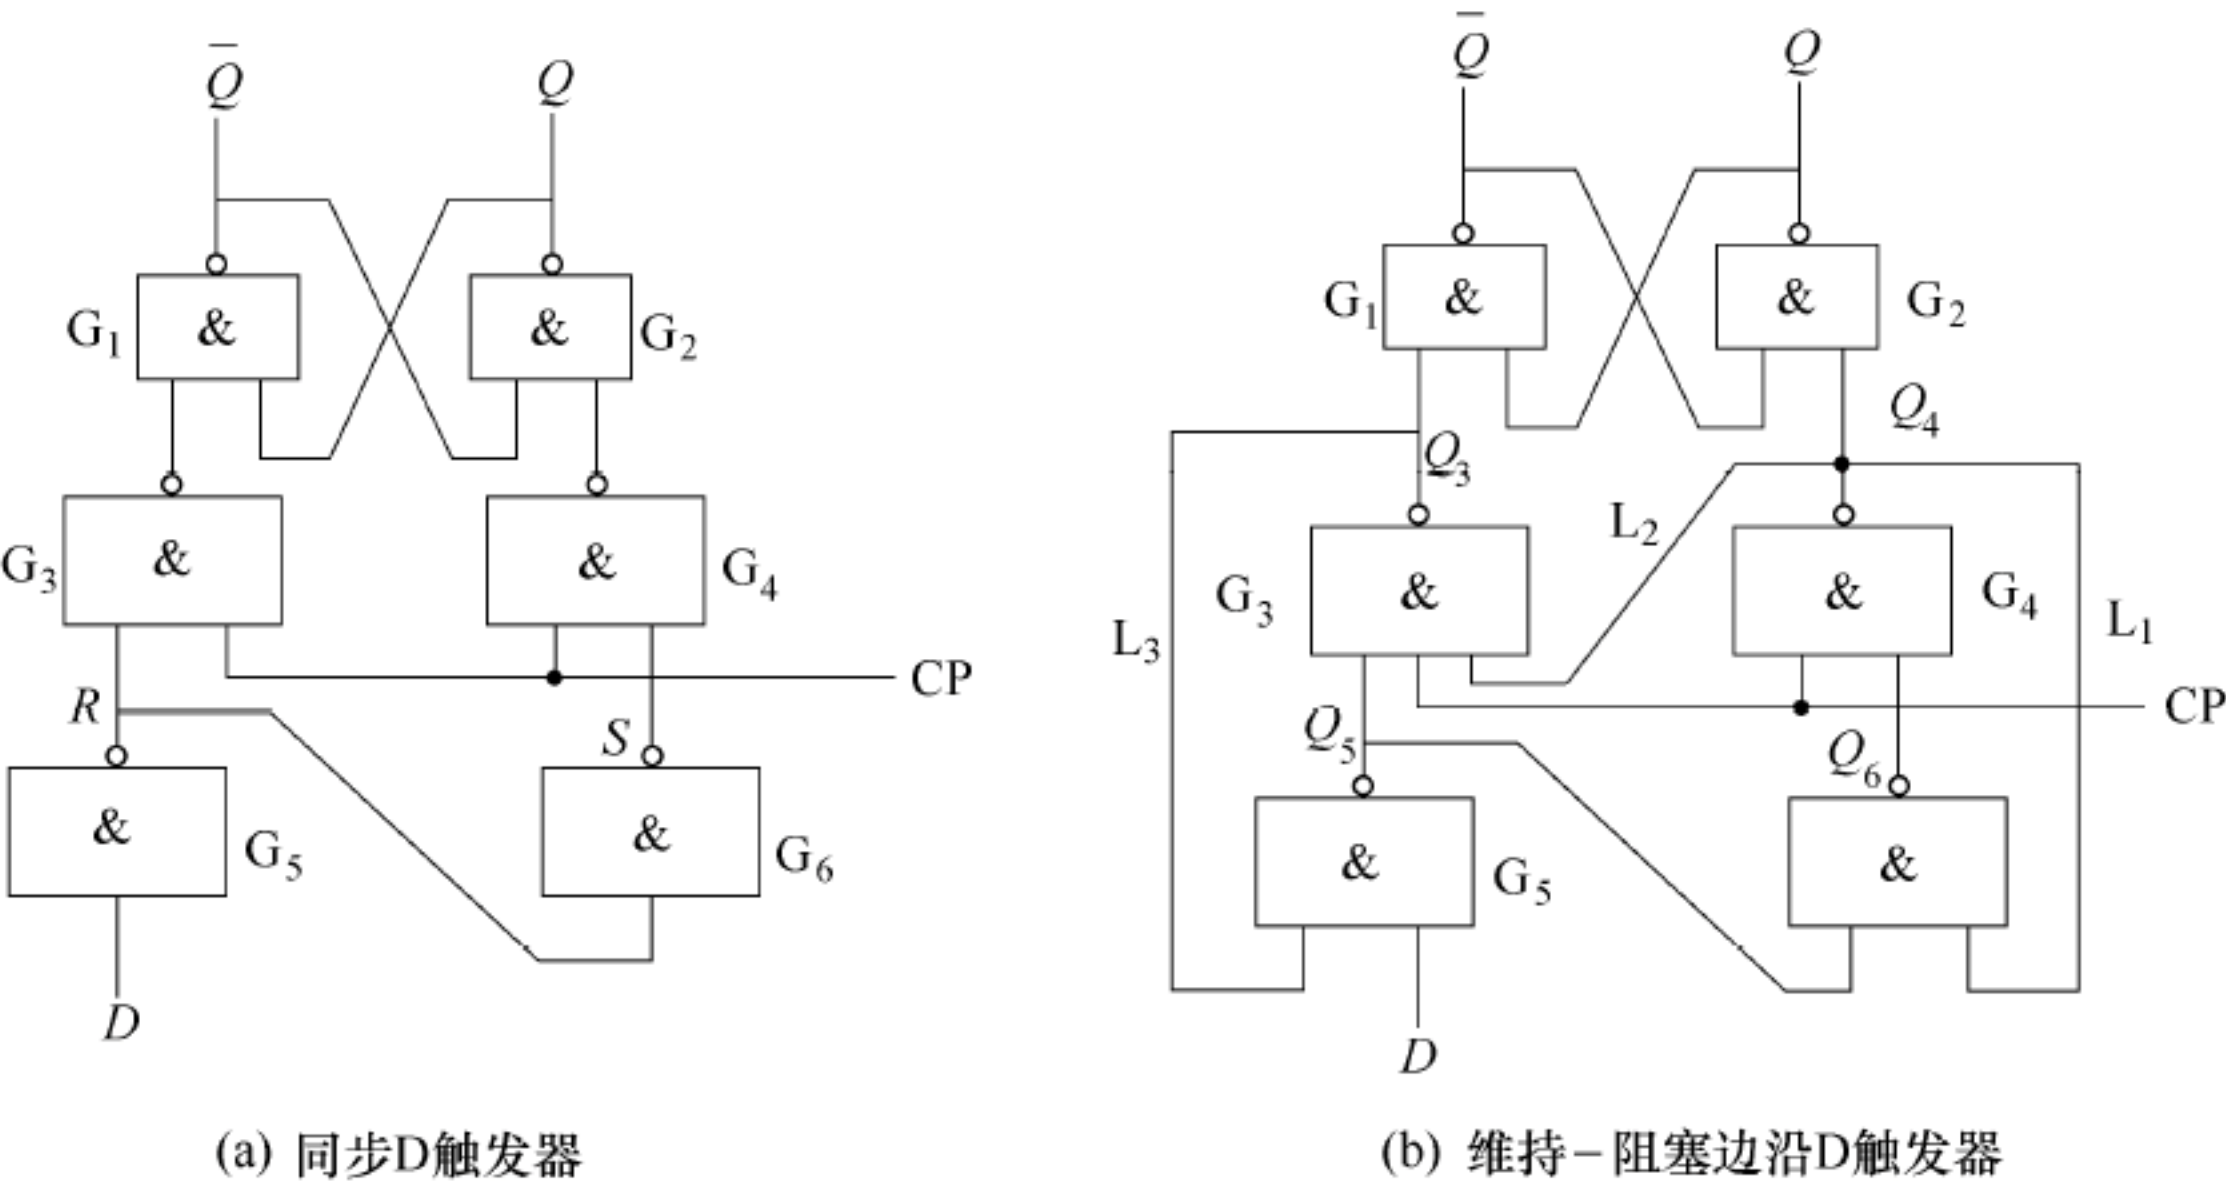 Q̅ Q
G₁ & & G₂
G₃ & & G₄
CP
R S
& G₅ & G₆
D
(a) 同步D触发器
Q̅ Q
G₁ & & G₂
Q₃ Q₄
L₂
G₃ & & G₄
L₃ L₁
CP
Q₅ Q₆
& G₅ &
D
(b) 维持-阻塞边沿D触发器